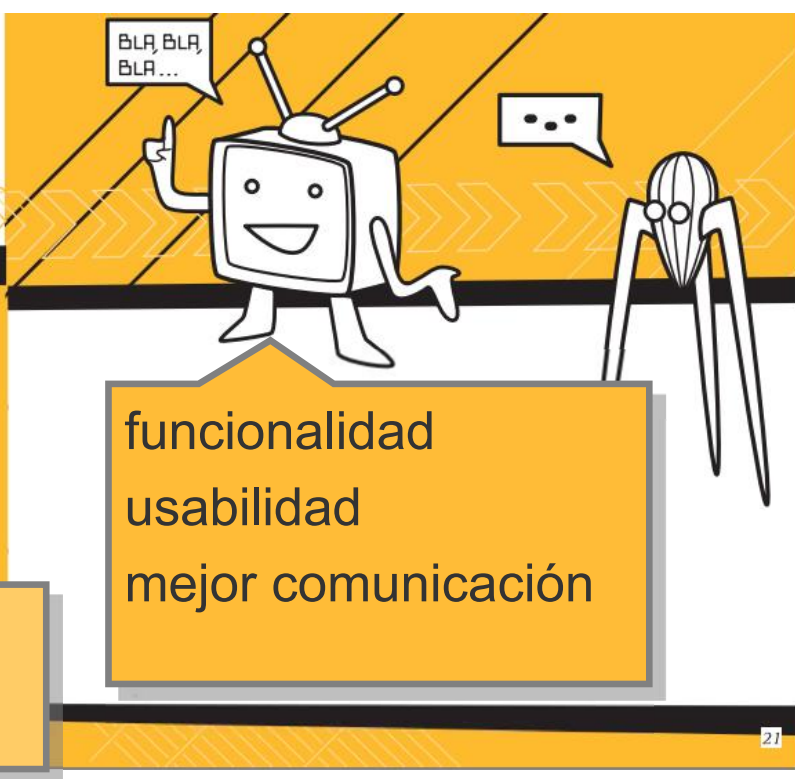 BLA, BLA,
BLA...
...
funcionalidad
usabilidad
mejor comunicación
21